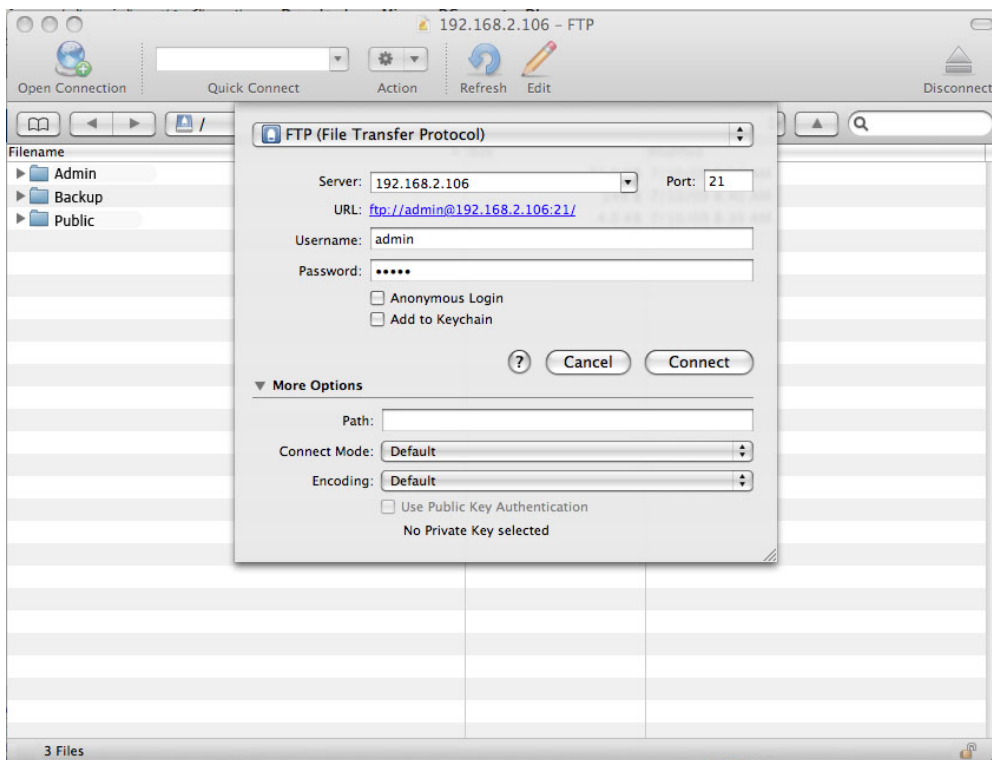 192.168.2.106 – FTP
Open Connection
Quick Connect
Action
Refresh
Edit
Disconnect
/
Filename
Admin
Backup
Public
FTP (File Transfer Protocol)
Server: 192.168.2.106 Port: 21
URL: ftp://admin@192.168.2.106:21/
Username: admin
Password: •••••
Anonymous Login
Add to Keychain
? Cancel Connect
More Options
Path:
Connect Mode: Default
Encoding: Default
Use Public Key Authentication
No Private Key selected
3 Files